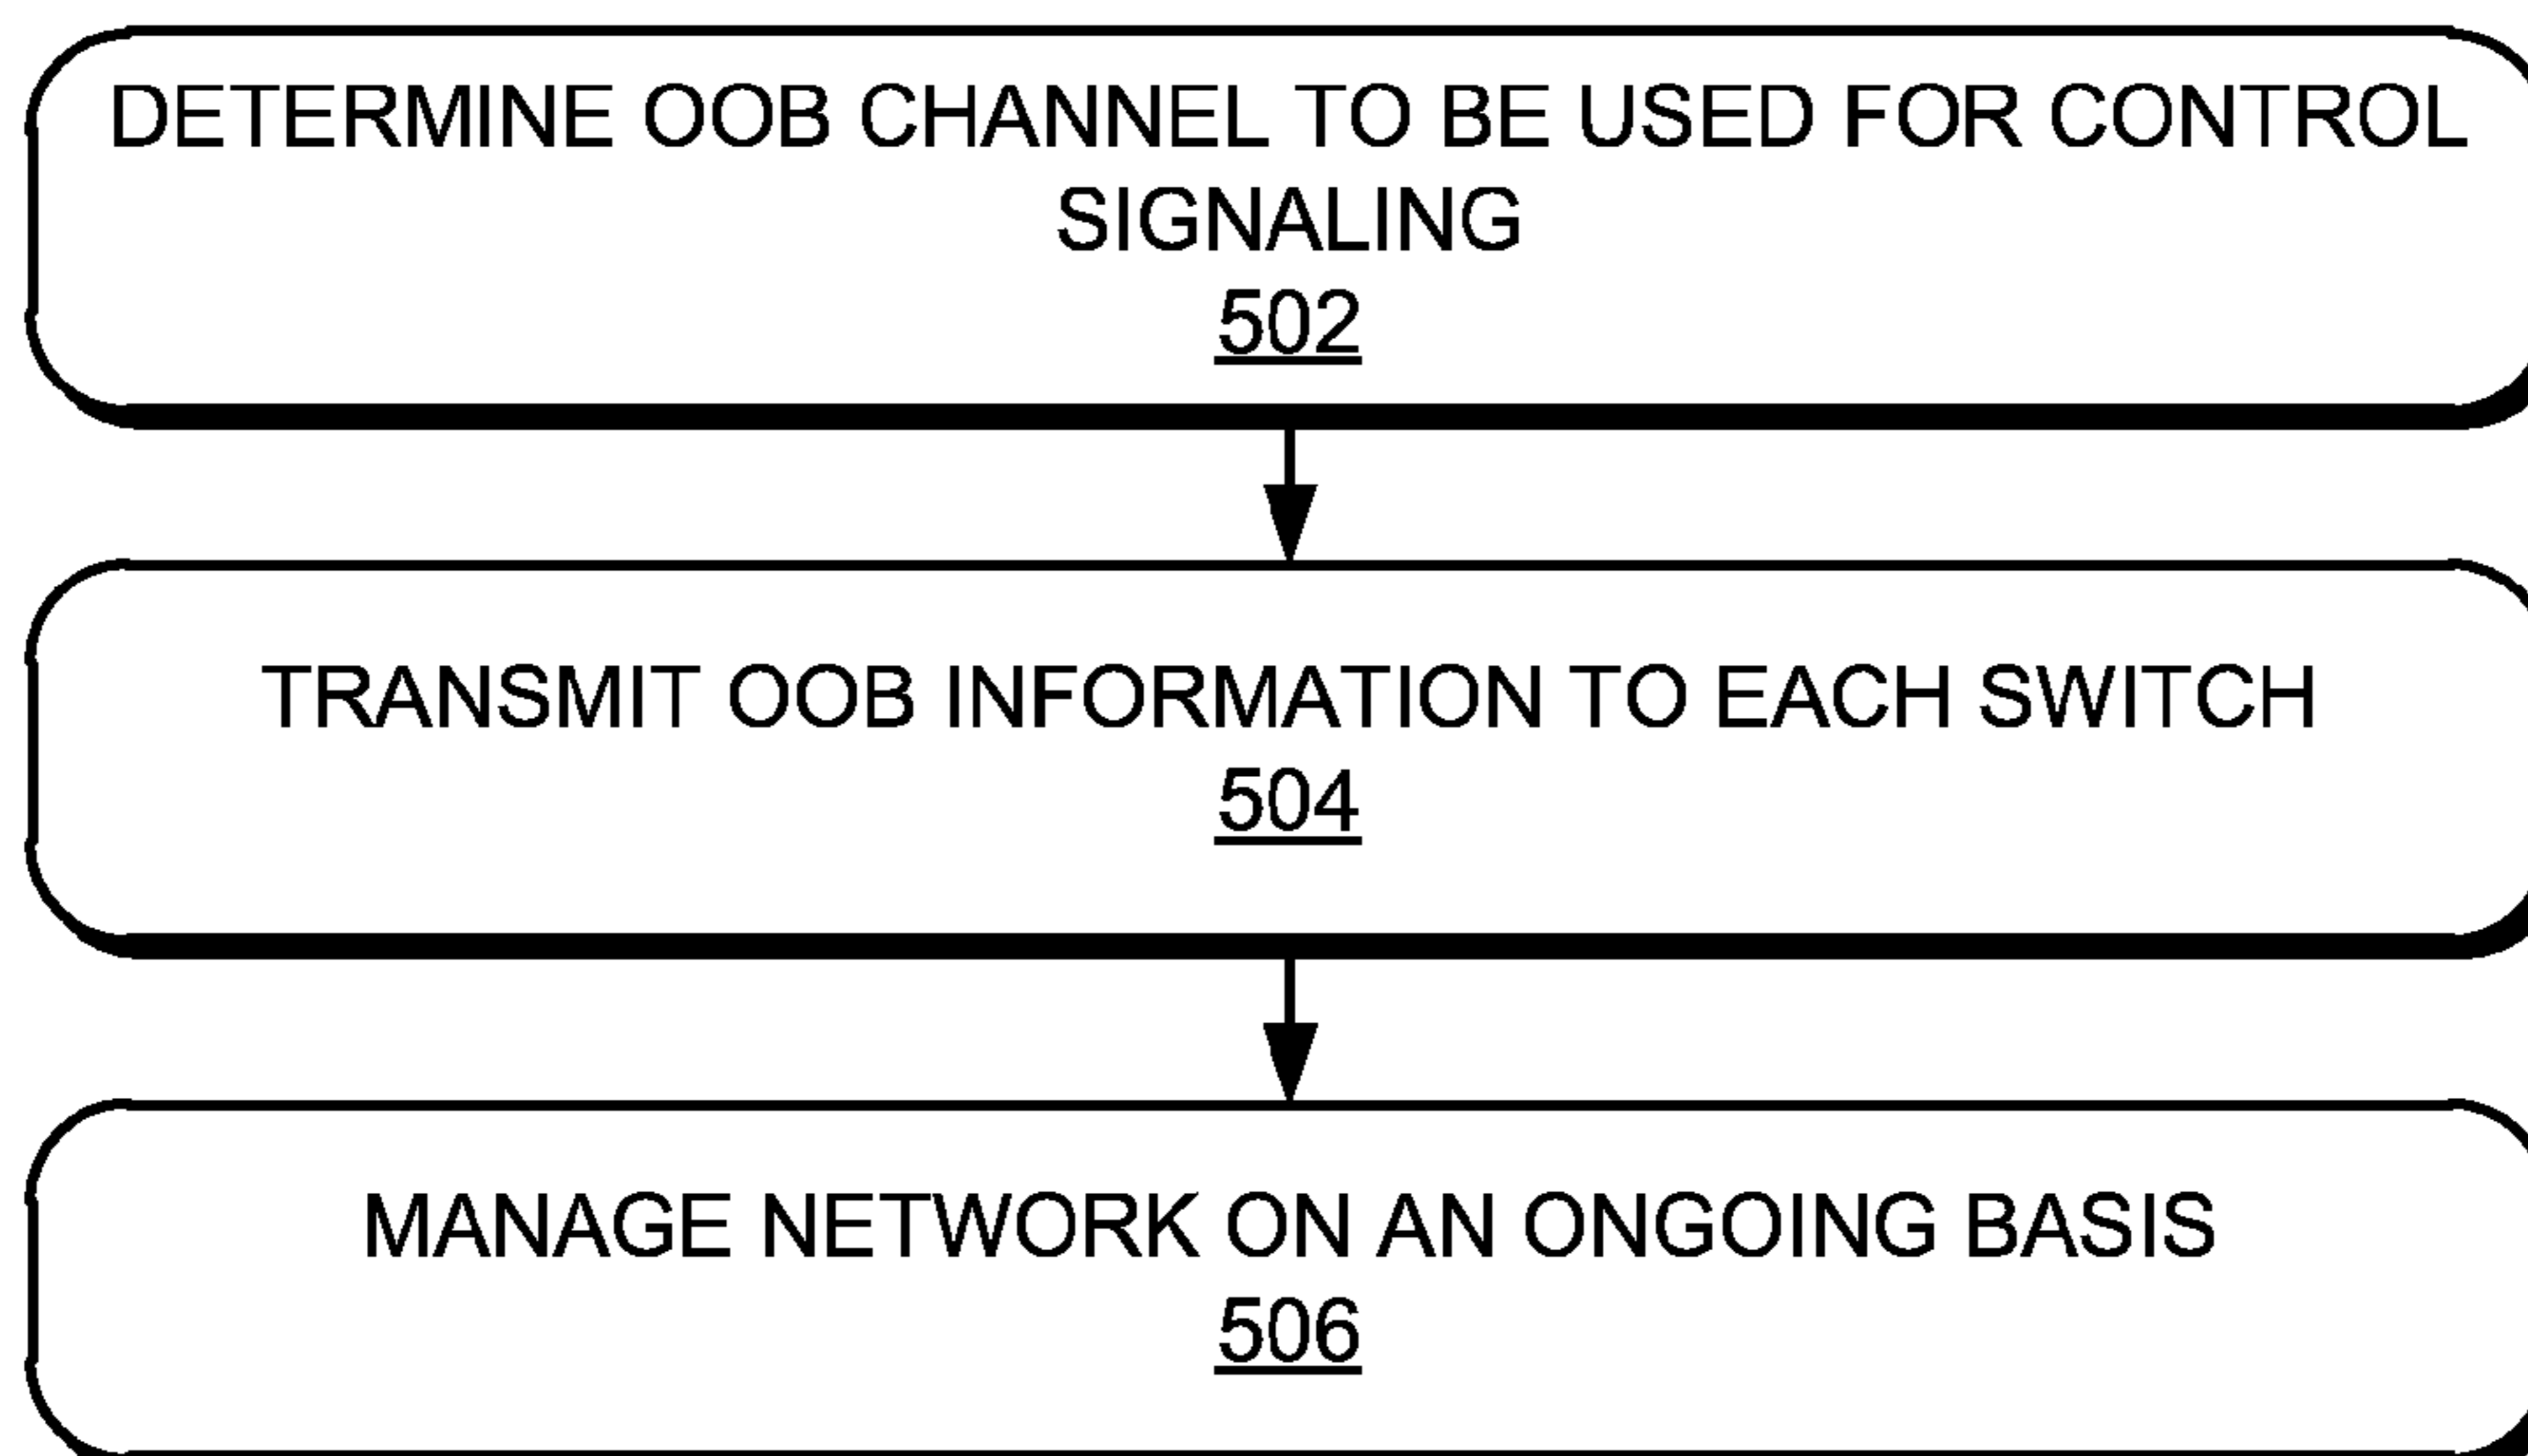 DETERMINE OOB CHANNEL TO BE USED FOR CONTROL
SIGNALING
502
TRANSMIT OOB INFORMATION TO EACH SWITCH
504
MANAGE NETWORK ON AN ONGOING BASIS
506